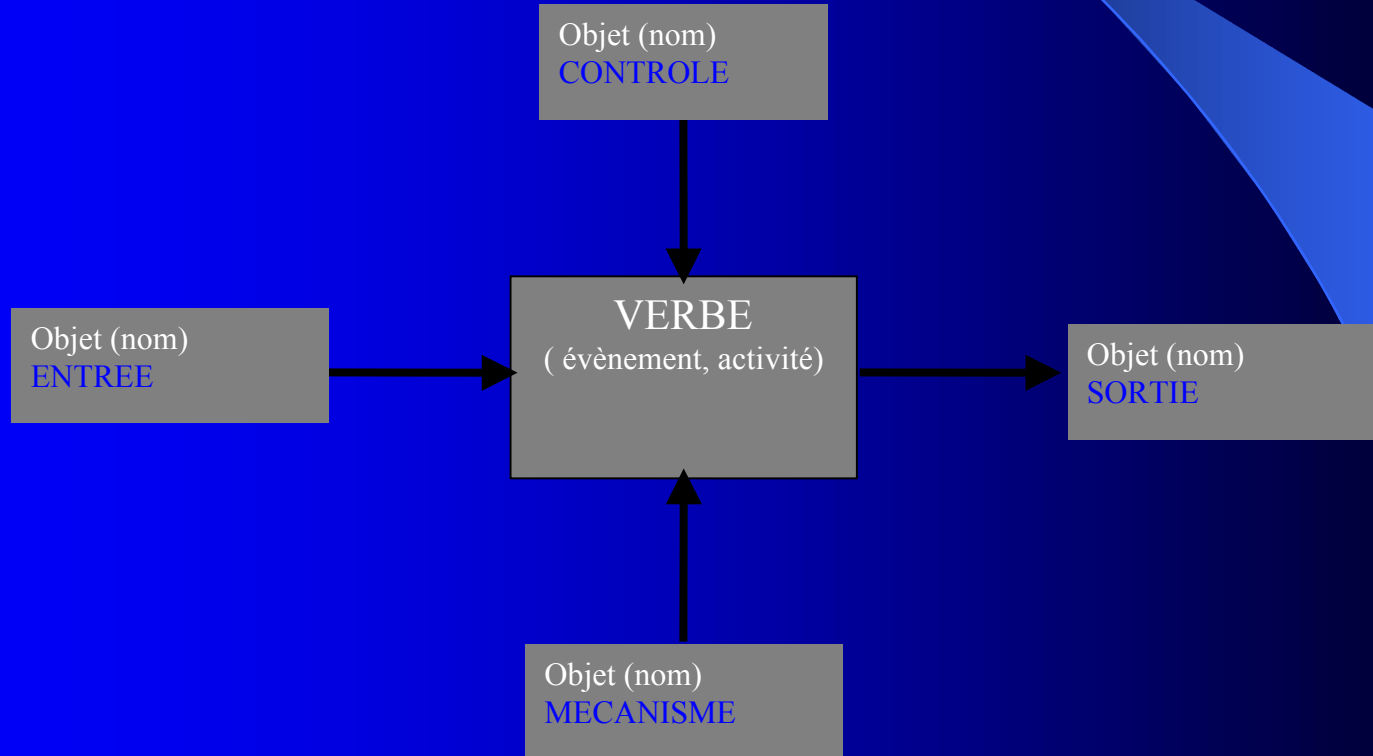 Objet (nom)
CONTROLE
VERBE
( évènement, activité)
Objet (nom)
ENTREE
Objet (nom)
SORTIE
Objet (nom)
MECANISME